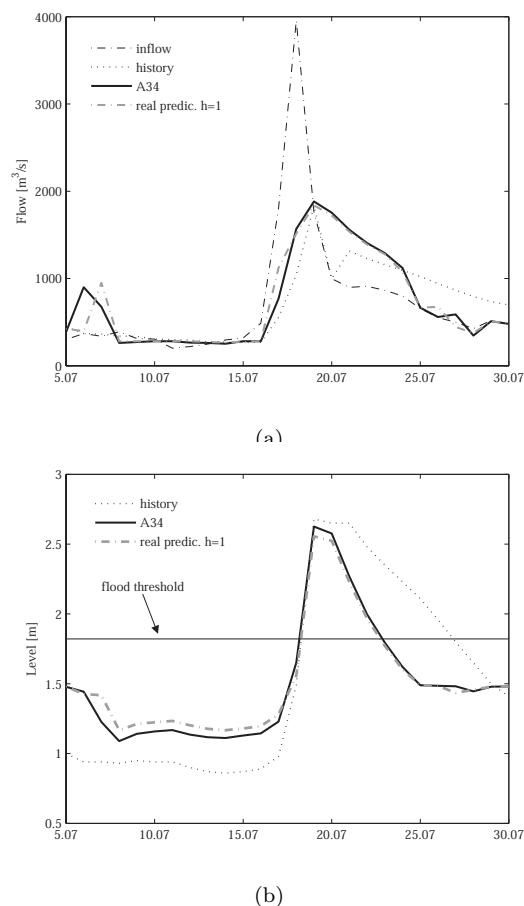 4000
3000
2000
1000
0
Flow [m³/s]
inflow
history
A34
real predic. h=1
5.07 10.07 15.07 20.07 25.07 30.07
(a)
3
2.5
2
1.5
1
0.5
Level [m]
history
A34
real predic. h=1
flood threshold
5.07 10.07 15.07 20.07 25.07 30.07
(b)